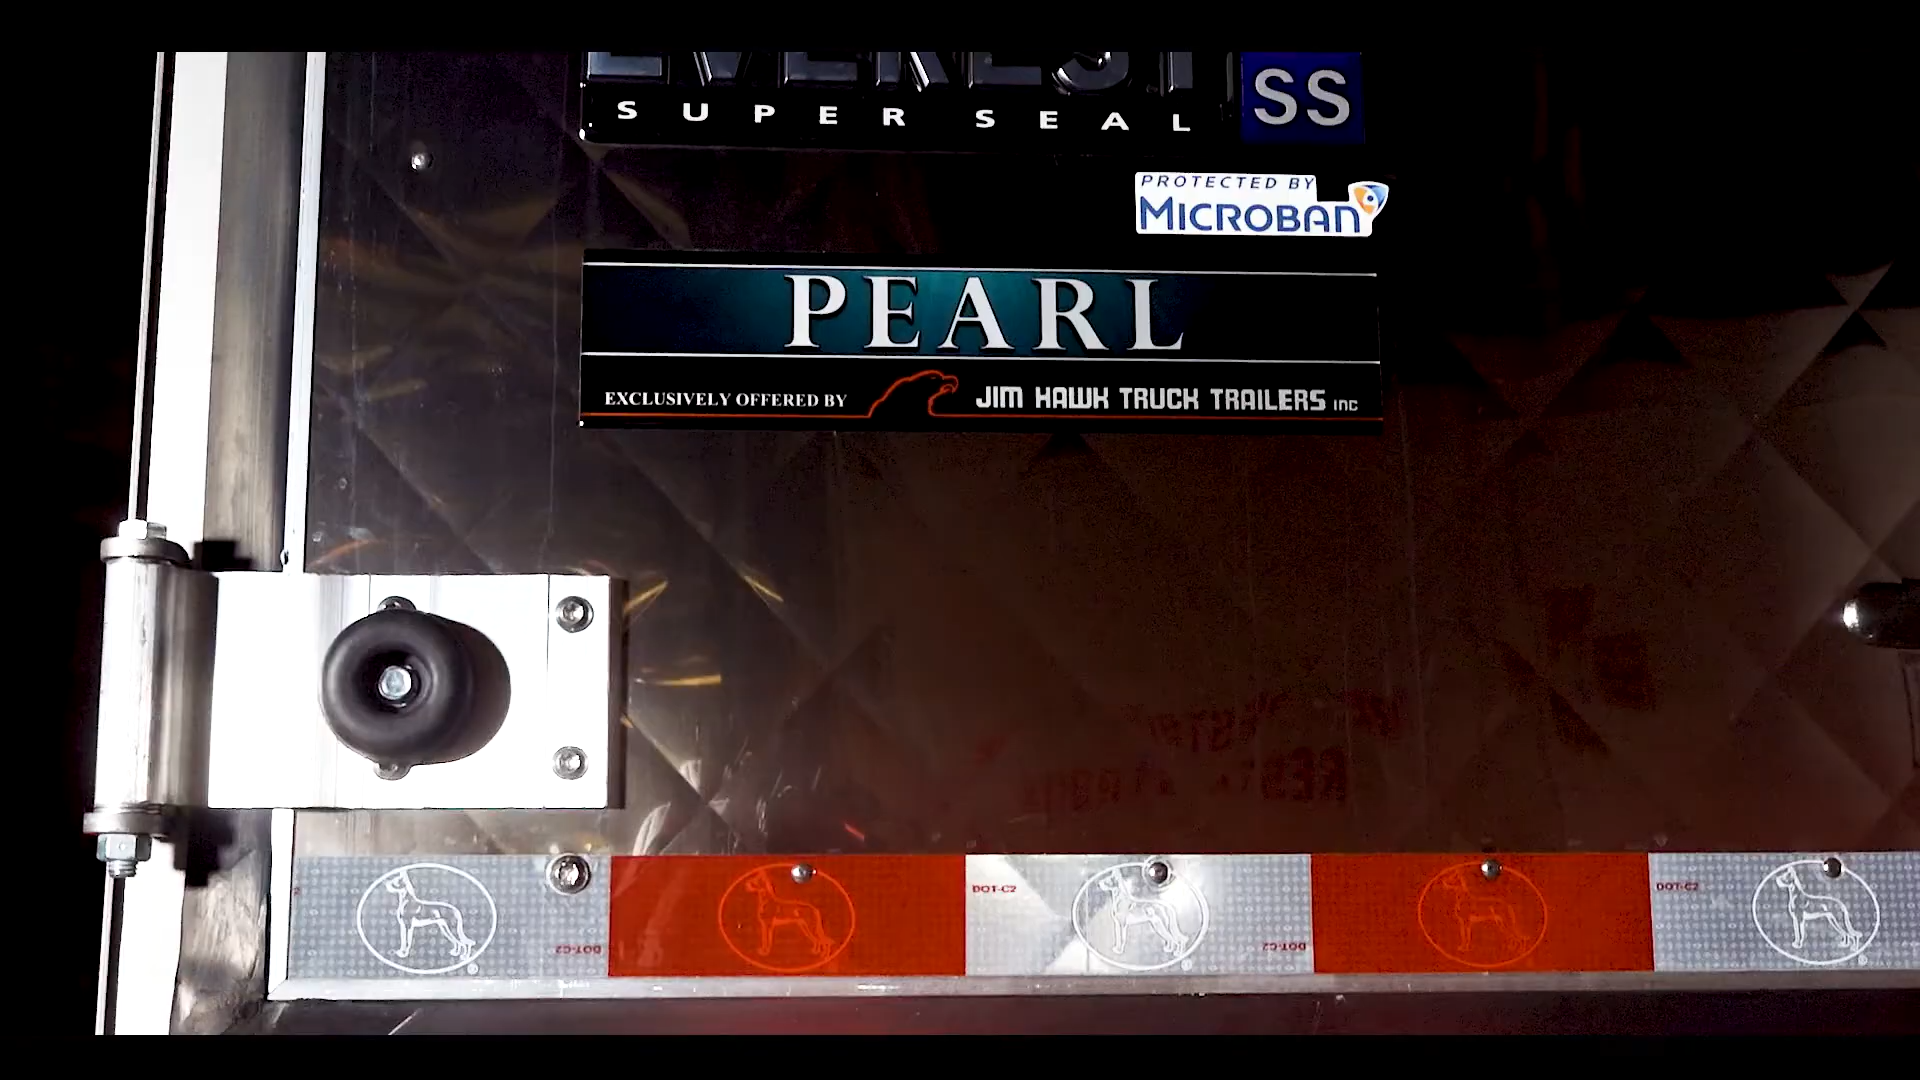 EVEREST SS
SUPER SEAL
PROTECTED BY
MICROBAN
PEARL
EXCLUSIVELY OFFERED BY JIM HAWK TRUCK TRAILERS INC
DOT-C2 DOT-C2
DOT-C2 DOT-C2